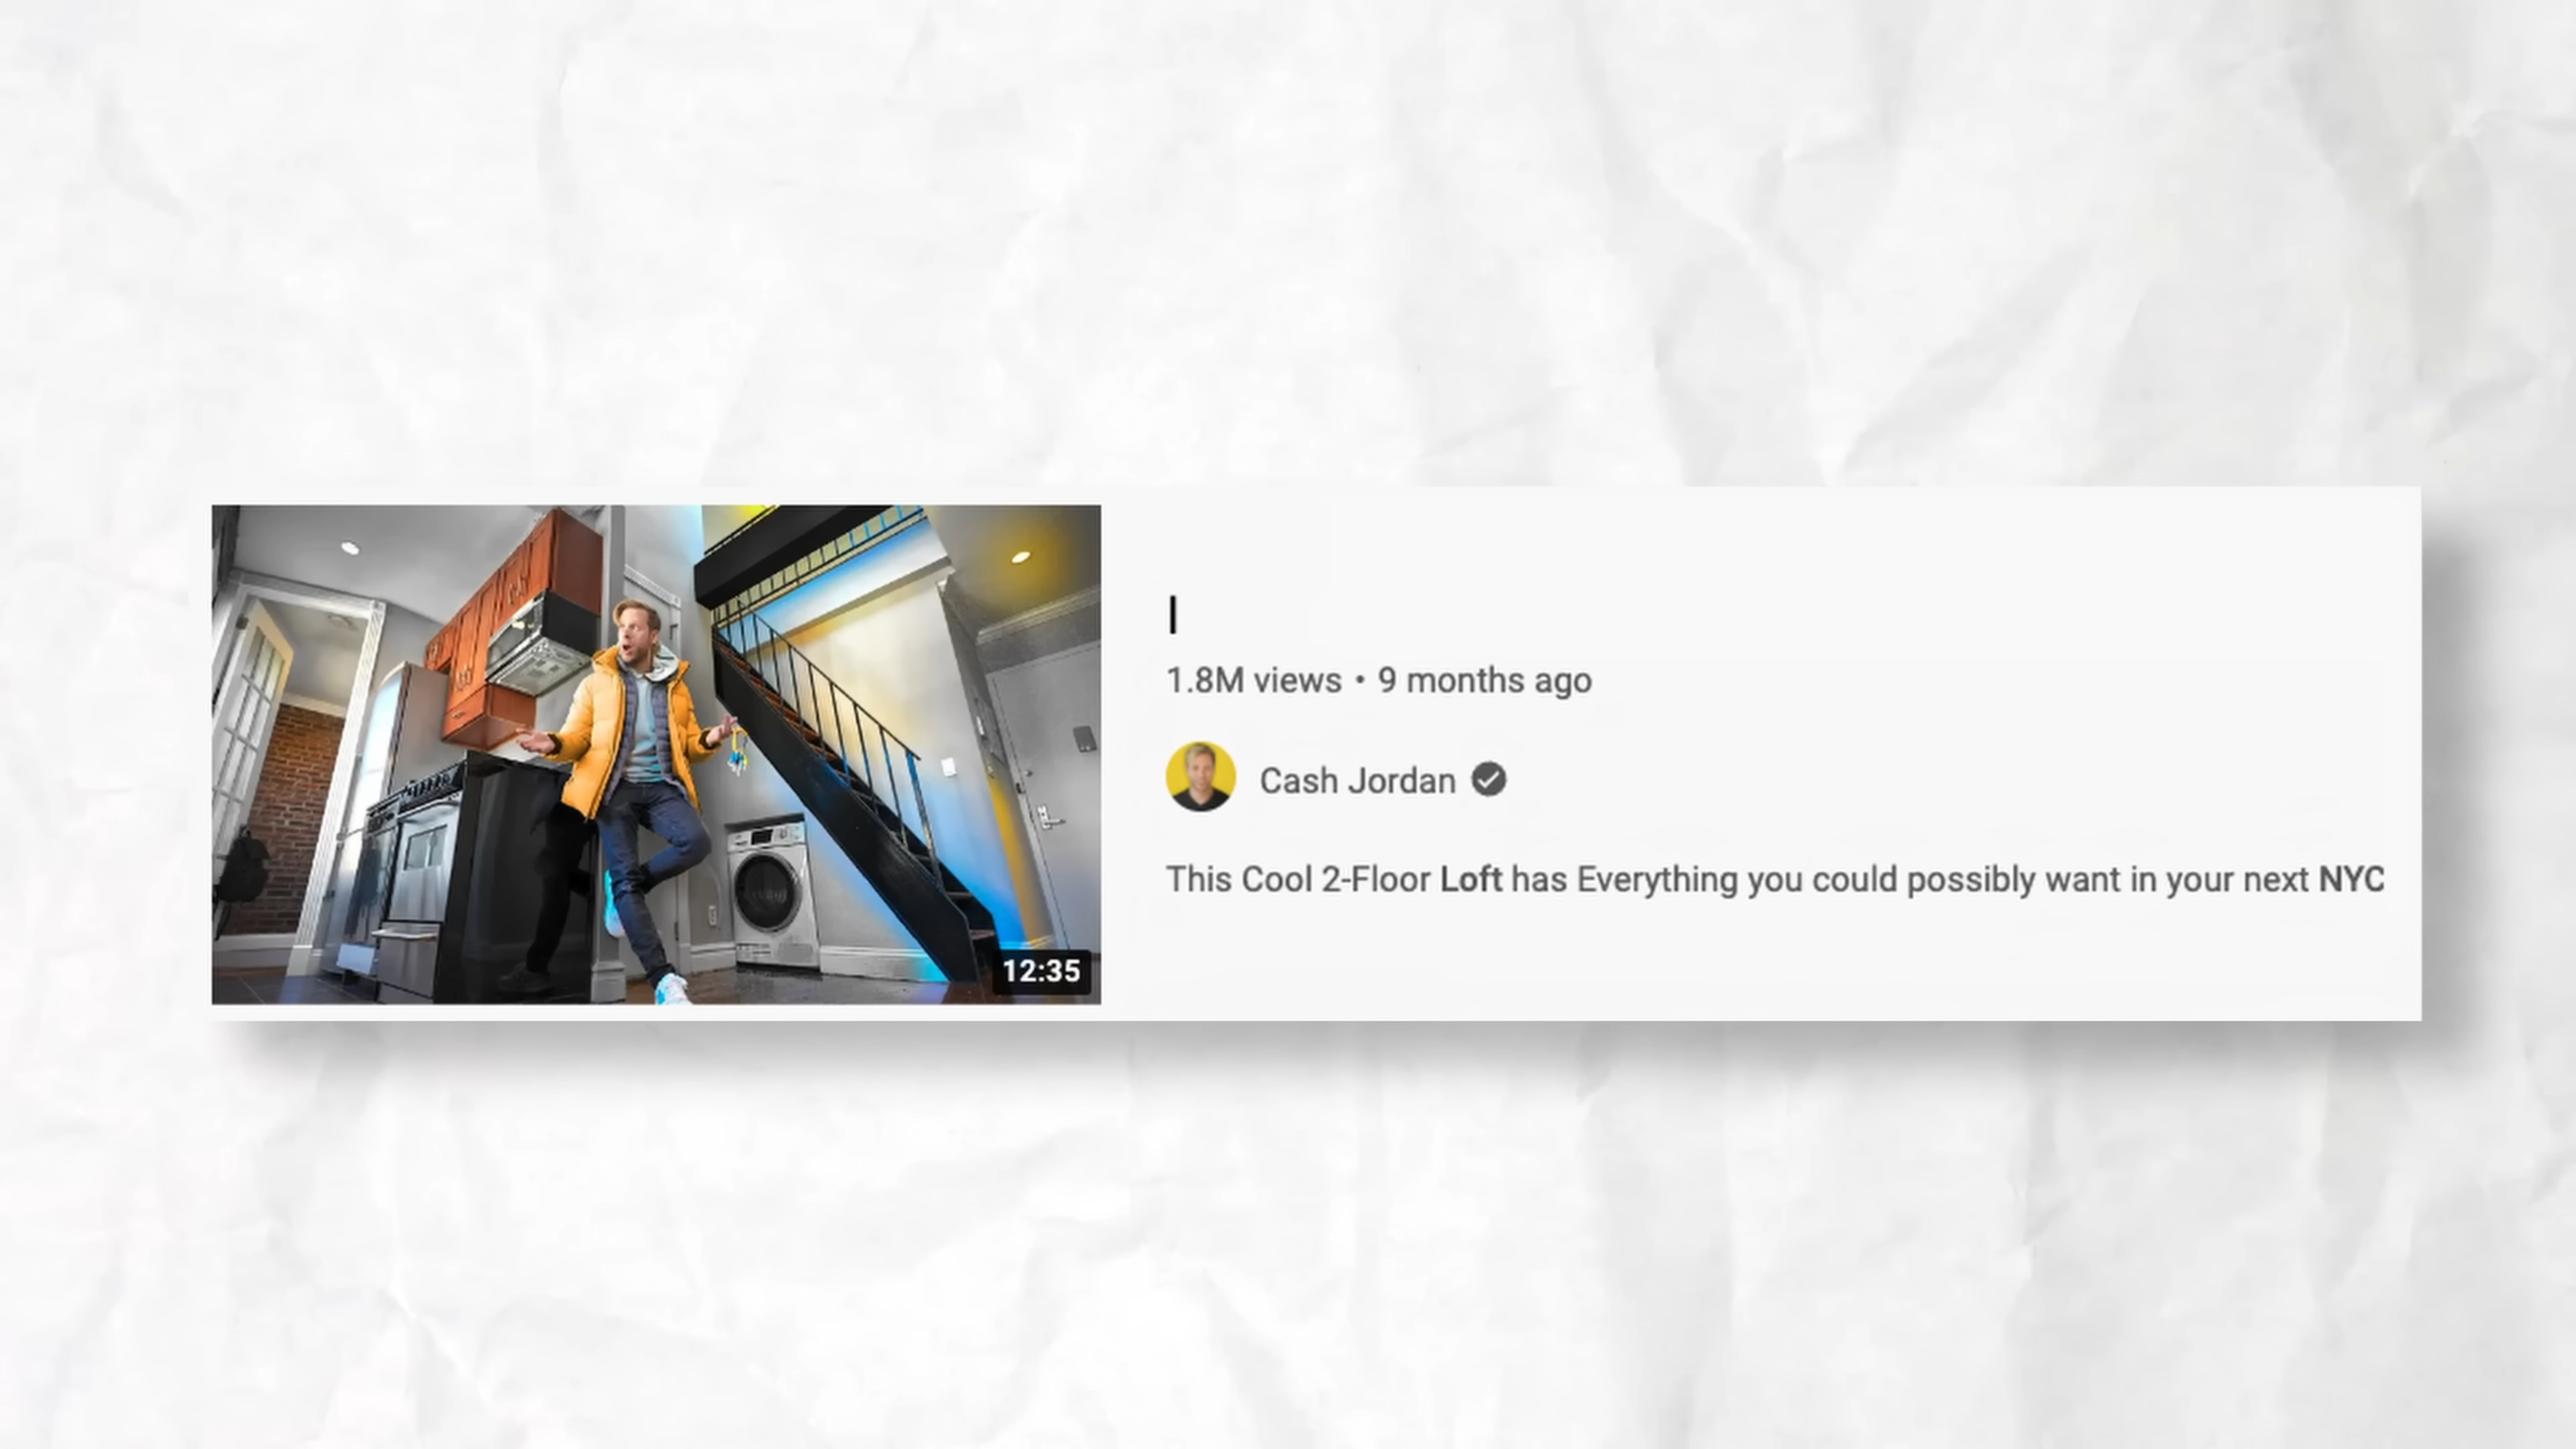 1.8M views • 9 months ago
Cash Jordan
This Cool 2-Floor Loft has Everything you could possibly want in your next NYC
12:35